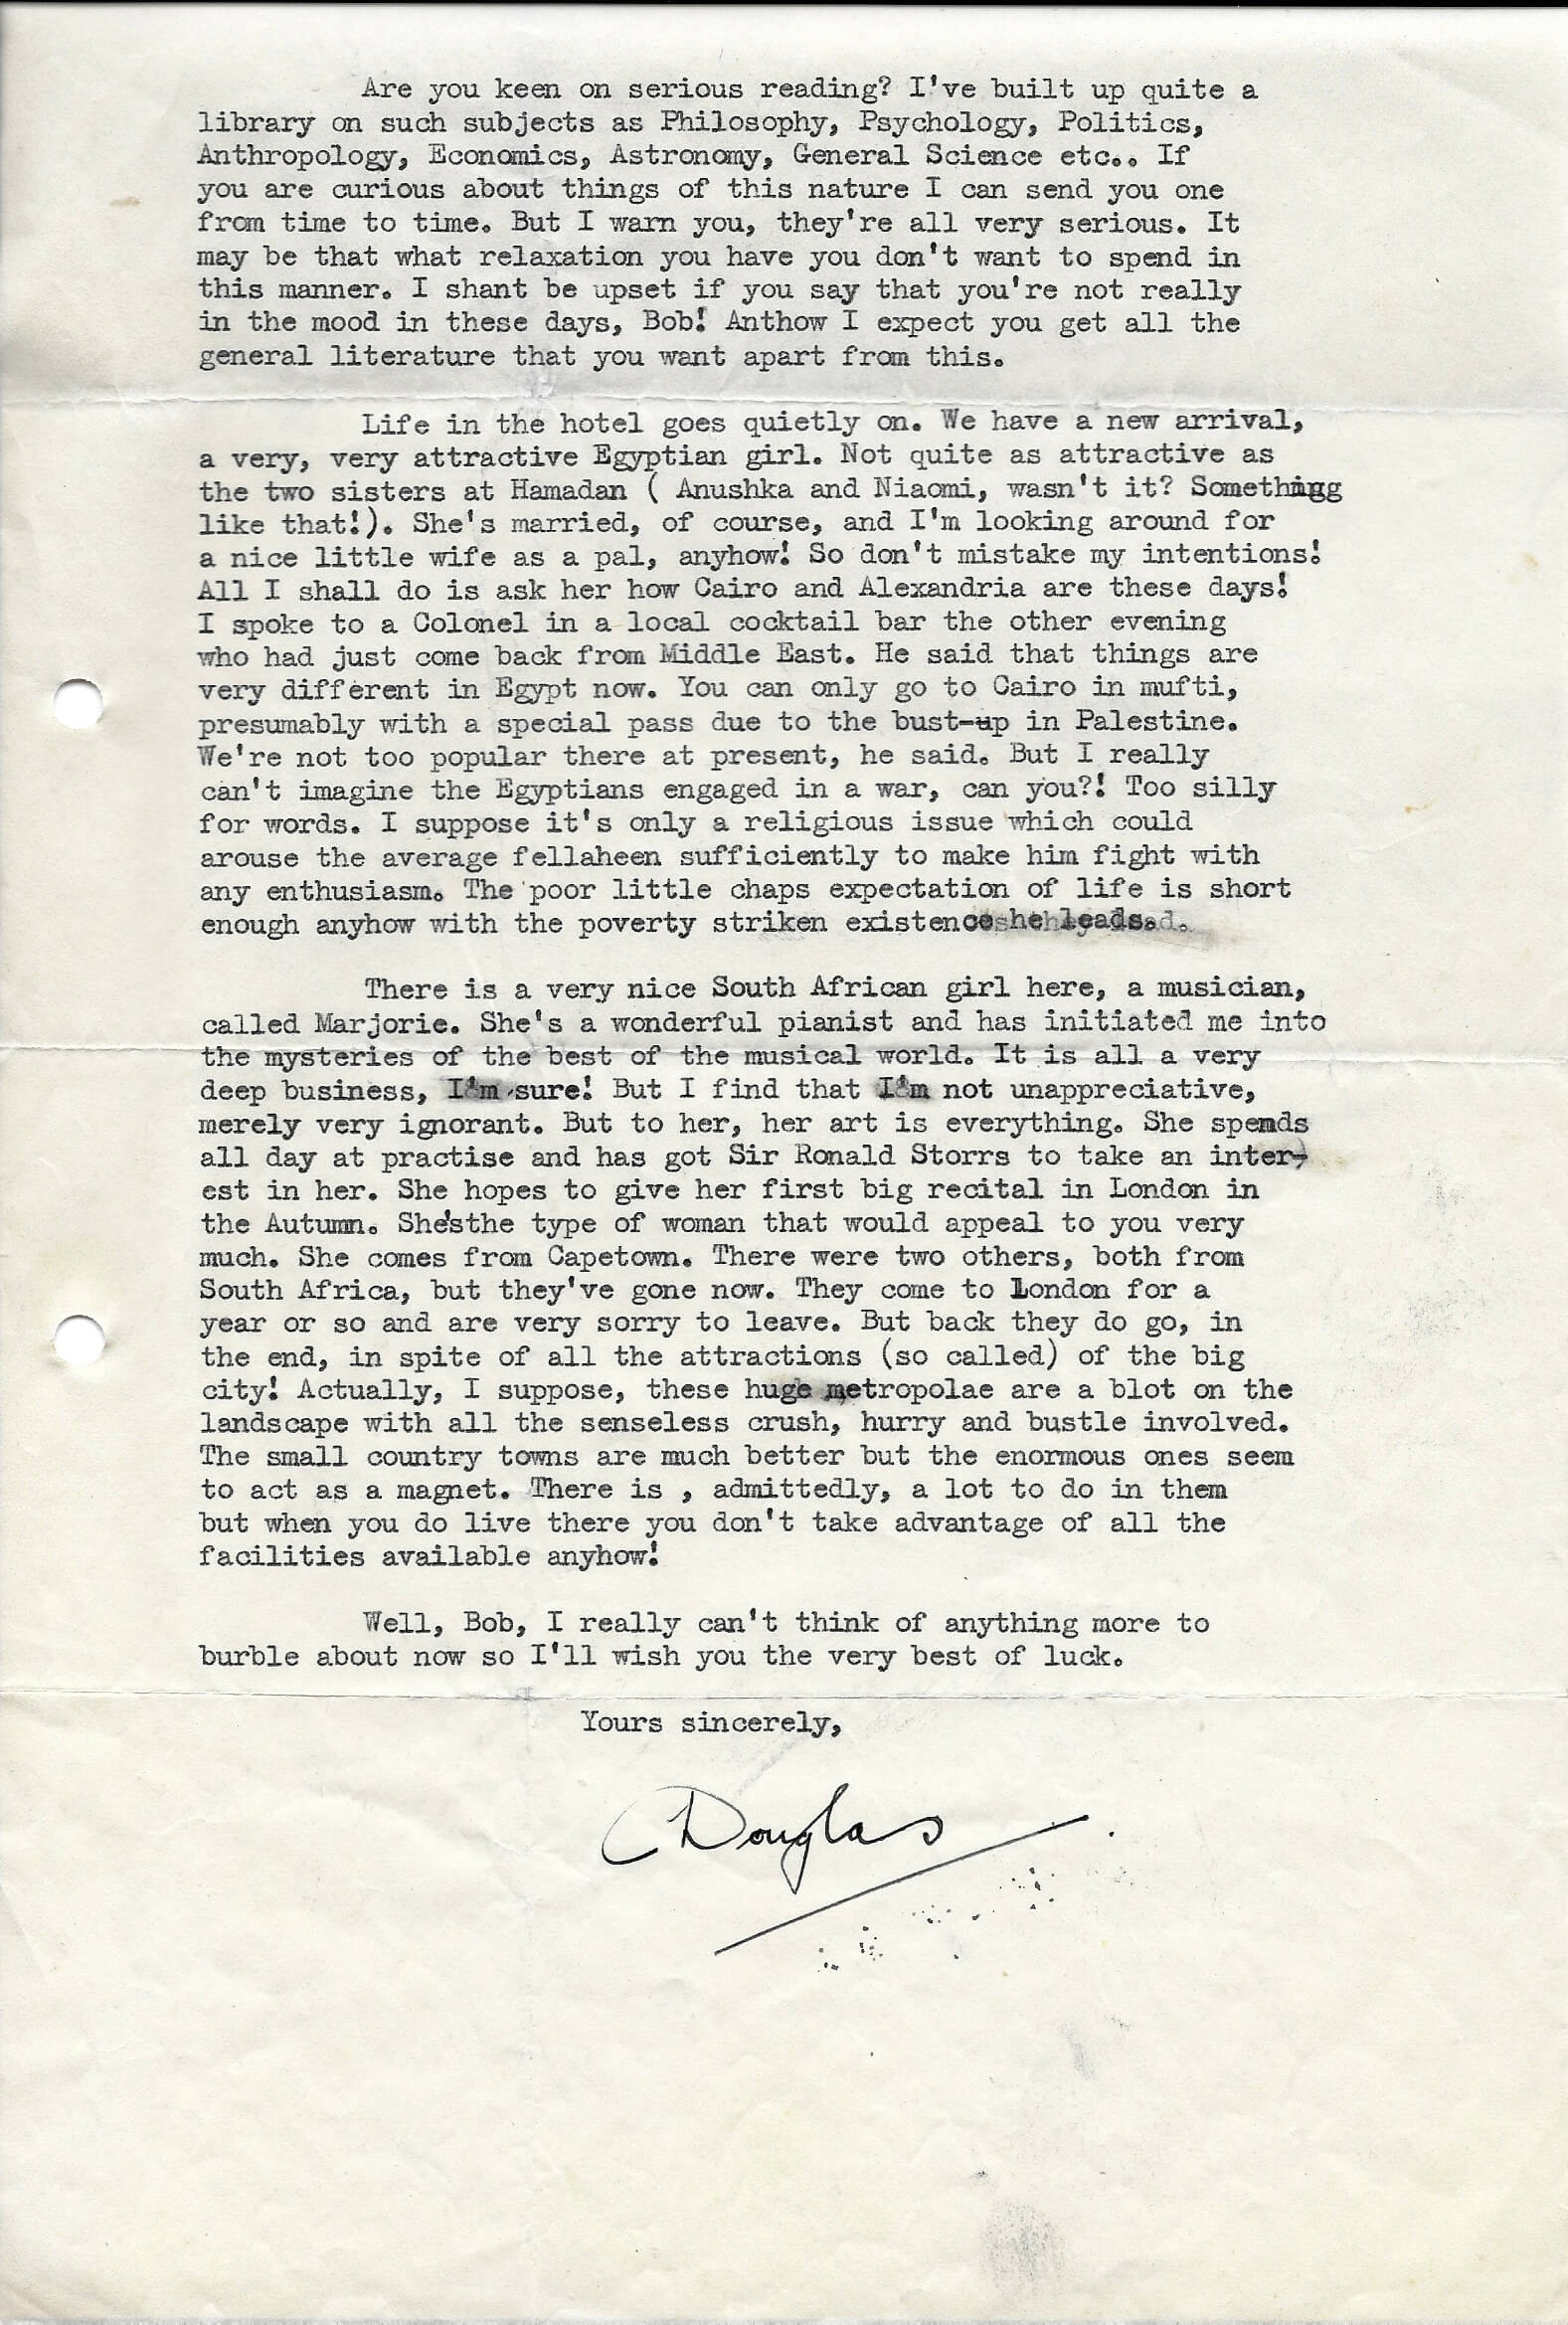 Are you keen on serious reading? I've built up quite a
library on such subjects as Philosophy, Psychology, Politics,
Anthropology, Economics, Astronomy, General Science etc.. If
you are curious about things of this nature I can send you one
from time to time. But I warn you, they're all very serious. It
may be that what relaxation you have you don't want to spend in
this manner. I shant be upset if you say that you're not really
in the mood in these days, Bob! Anthow I expect you get all the
general literature that you want apart from this.
Life in the hotel goes quietly on. We have a new arrival,
a very, very attractive Egyptian girl. Not quite as attractive as
the two sisters at Hamadan ( Anushka and Niaomi, wasn't it? Something
like that!). She's married, of course, and I'm looking around for
a nice little wife as a pal, anyhow! So don't mistake my intentions!
All I shall do is ask her how Cairo and Alexandria are these days!
I spoke to a Colonel in a local cocktail bar the other evening
who had just come back from Middle East. He said that things are
very different in Egypt now. You can only go to Cairo in mufti,
presumably with a special pass due to the bust-up in Palestine.
We're not too popular there at present, he said. But I really
can't imagine the Egyptians engaged in a war, can you?! Too silly
for words. I suppose it's only a religious issue which could
arouse the average fellaheen sufficiently to make him fight with
any enthusiasm. The poor little chaps expectation of life is short
enough anyhow with the poverty striken existence he leads.
There is a very nice South African girl here, a musician,
called Marjorie. She's a wonderful pianist and has initiated me into
the mysteries of the best of the musical world. It is all a very
deep business, I'm sure! But I find that I'm not unappreciative,
merely very ignorant. But to her, her art is everything. She spends
all day at practise and has got Sir Ronald Storrs to take an inter-
est in her. She hopes to give her first big recital in London in
the Autumn. She'sthe type of woman that would appeal to you very
much. She comes from Capetown. There were two others, both from
South Africa, but they've gone now. They come to London for a
year or so and are very sorry to leave. But back they do go, in
the end, in spite of all the attractions (so called) of the big
city! Actually, I suppose, these huge metropolae are a blot on the
landscape with all the senseless crush, hurry and bustle involved.
The small country towns are much better but the enormous ones seem
to act as a magnet. There is , admittedly, a lot to do in them
but when you do live there you don't take advantage of all the
facilities available anyhow!
Well, Bob, I really can't think of anything more to
burble about now so I'll wish you the very best of luck.
Yours sincerely,
Douglas